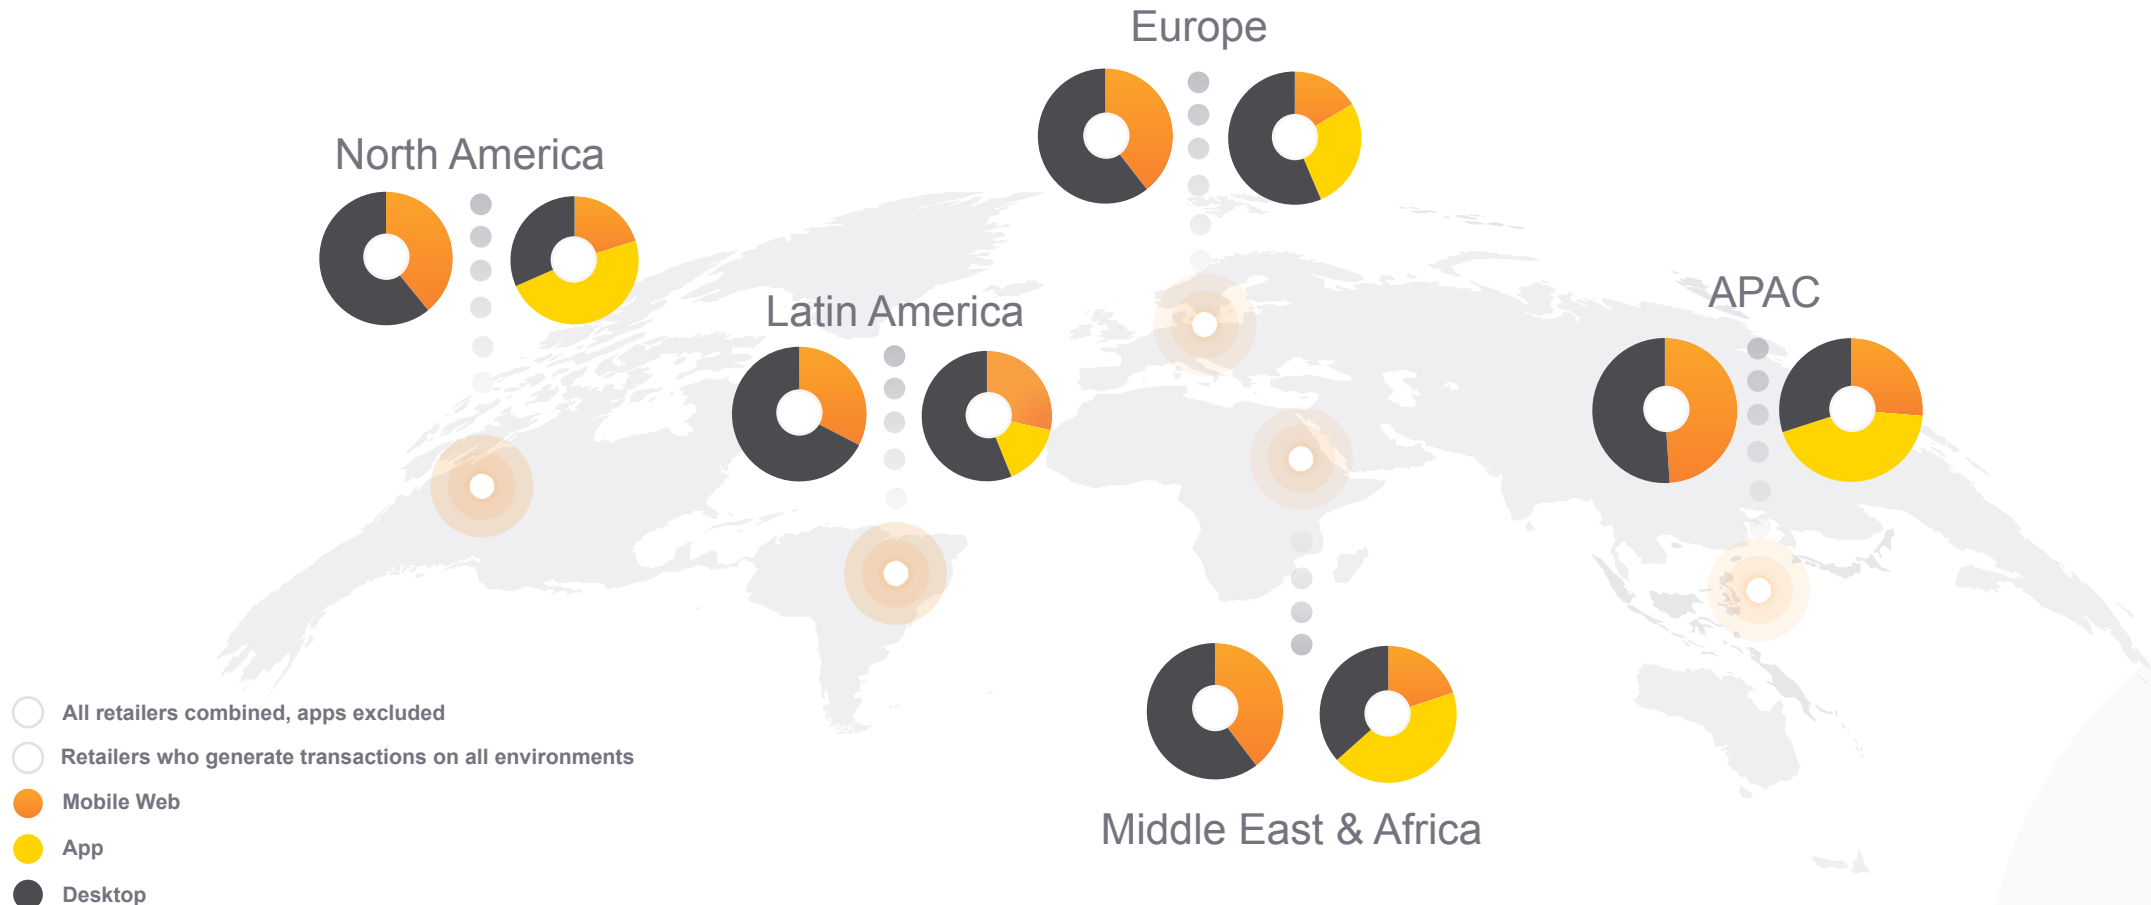 Europe
North America
Latin America
APAC
Middle East & Africa
All retailers combined, apps excluded
Retailers who generate transactions on all environments
Mobile Web
App
Desktop